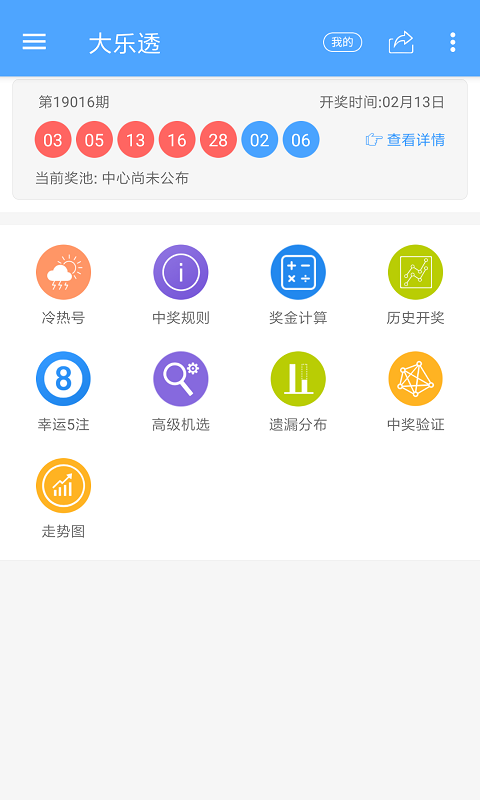 大乐透 我的
第19016期 开奖时间:02月13日
03 05 13 16 28 02 06 查看详情
当前奖池: 中心尚未公布
冷热号 中奖规则 奖金计算 历史开奖
8
幸运5注 高级机选 遗漏分布 中奖验证
走势图